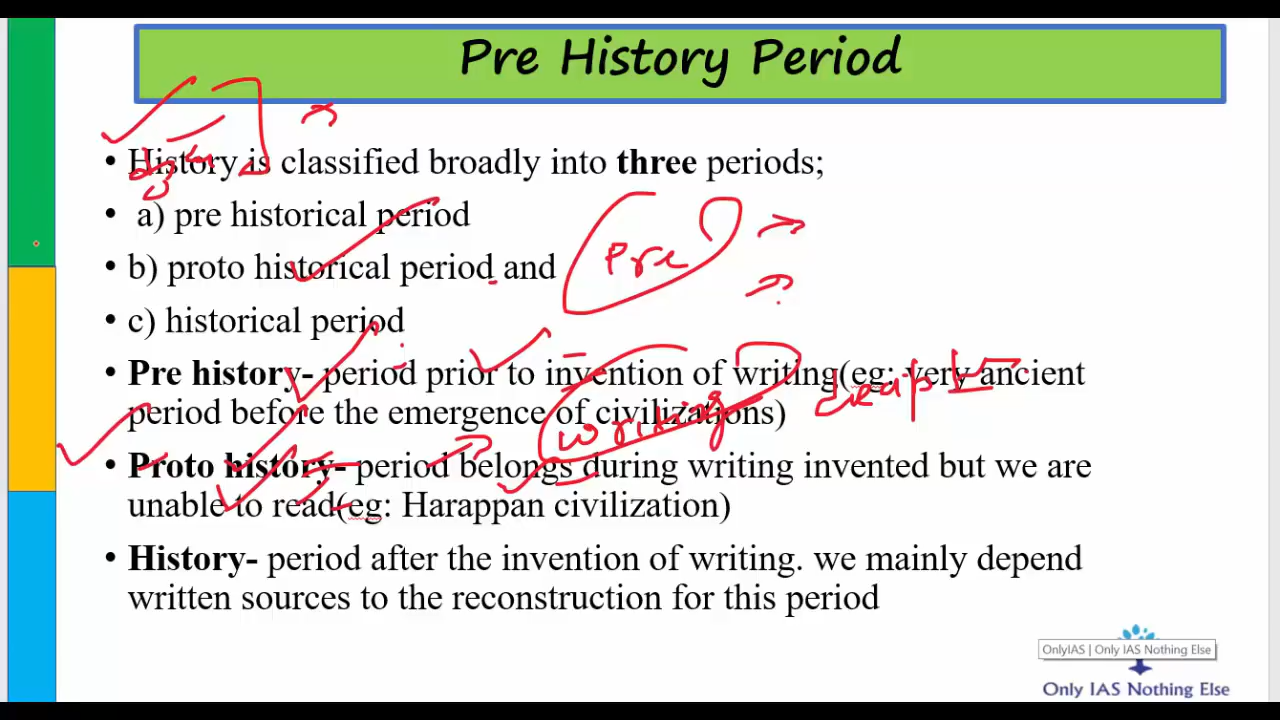 Pre History Period
• History is classified broadly into three periods;
• a) pre historical period
• b) proto historical period and
Pre
• c) historical period
• Pre history- period prior to invention of writing(eg: very ancient
period before the emergence of civilizations)
writing
• Proto history- period belongs during writing invented but we are
unable to read(eg: Harappan civilization)
• History- period after the invention of writing. we mainly depend
written sources to the reconstruction for this period
OnlyIAS | Only IAS Nothing Else
Only IAS Nothing Else